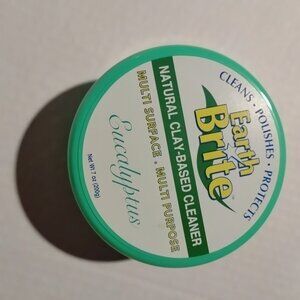 CLEANS · POLISHES · PROTECTS
Earth
Brite
NATURAL CLAY-BASED CLEANER
MULTI SURFACE · MULTI PURPOSE
Eucalyptus
Net Wt 7 oz (200g)